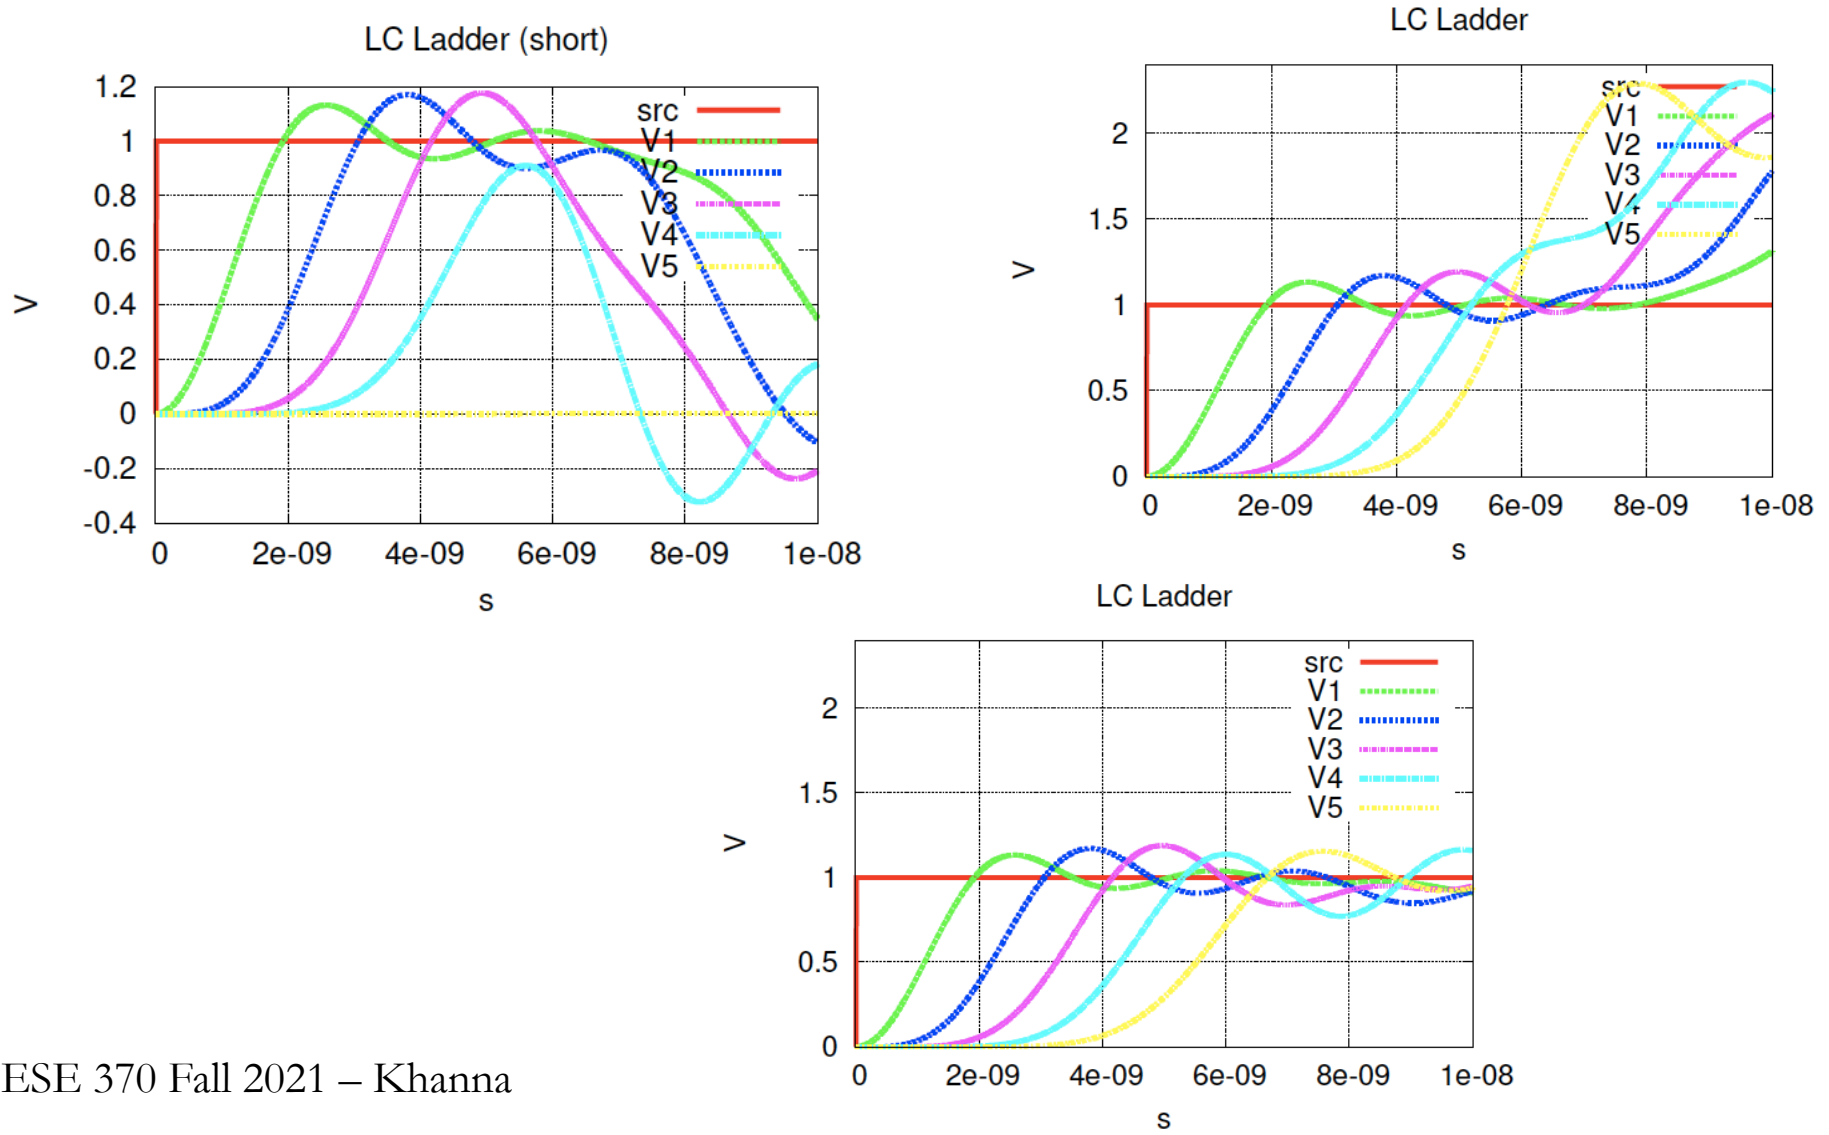 LC Ladder (short)
1.2
1
0.8
0.6
0.4
0.2
0
-0.2
-0.4
V
src
V1
V2
V3
V4
V5
0 2e-09 4e-09 6e-09 8e-09 1e-08
s
LC Ladder
2
1.5
1
0.5
0
V
src
V1
V2
V3
V4
V5
0 2e-09 4e-09 6e-09 8e-09 1e-08
s
LC Ladder
2
1.5
1
0.5
0
V
src
V1
V2
V3
V4
V5
0 2e-09 4e-09 6e-09 8e-09 1e-08
s
ESE 370 Fall 2021 – Khanna